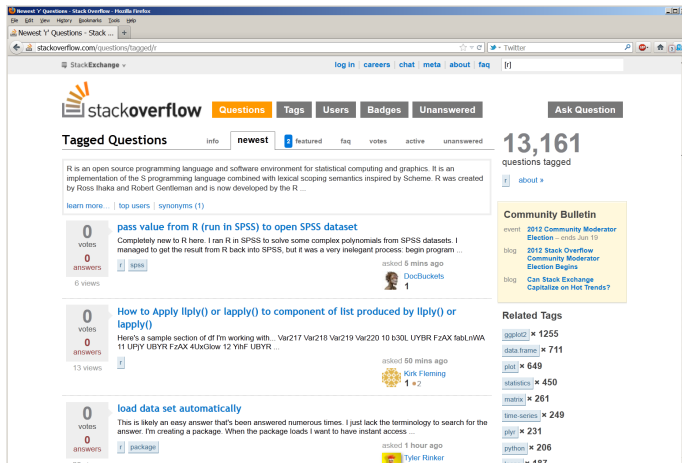 Newest 'r' Questions - Stack Overflow - Mozilla Firefox
File Edit View History Bookmarks Tools Help
Newest 'r' Questions - Stack ... +
stackoverflow.com/questions/tagged/r
Twitter
StackExchange
log in | careers | chat | meta | about | faq
[r]
stackoverflow
Questions Tags Users Badges Unanswered Ask Question
Tagged Questions
info newest 2 featured faq votes active unanswered
R is an open source programming language and software environment for statistical computing and graphics. It is an
implementation of the S programming language combined with lexical scoping semantics inspired by Scheme. R was created
by Ross Ihaka and Robert Gentleman and is now developed by the R ...
learn more... | top users | synonyms (1)
0
votes
0
answers
6 views
pass value from R (run in SPSS) to open SPSS dataset
Completely new to R here. I ran R in SPSS to solve some complex polynomials from SPSS datasets. I
managed to get the result from R back into SPSS, but it was a very inelegant process: begin program ...
r spss
asked 5 mins ago
DocBuckets
1
0
votes
0
answers
13 views
How to Apply llply() or lapply() to component of list produced by llply() or
lapply()
Here's a sample section of df I'm working with... Var217 Var218 Var219 Var220 10 b30L UYBR FzAX fabLnWA
11 UPjY UBYR FzAX 4UxGlow 12 YihF UBYR ...
r
asked 50 mins ago
Kirk Fleming
1 ●2
0
votes
0
answers
load data set automatically
This is likely an easy answer that's been answered numerous times. I just lack the terminology to search for the
answer. I'm creating a package. When the package loads I want to have instant access ...
r package
asked 1 hour ago
Tyler Rinker
13,161
questions tagged
r about »
Community Bulletin
event 2012 Community Moderator
Election – ends Jun 19
blog 2012 Stack Overflow
Community Moderator
Election Begins
blog Can Stack Exchange
Capitalize on Hot Trends?
Related Tags
ggplot2 × 1255
data.frame × 711
plot × 649
statistics × 450
matrix × 261
time-series × 249
plyr × 231
python × 206
× 187